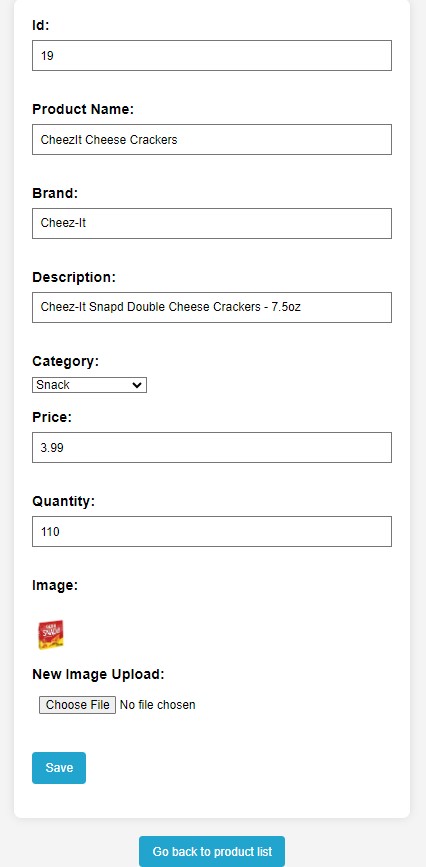 Id:
19
Product Name:
CheezIt Cheese Crackers
Brand:
Cheez-It
Description:
Cheez-It Snapd Double Cheese Crackers - 7.5oz
Category:
Snack
Price:
3.99
Quantity:
110
Image:
New Image Upload:
Choose File No file chosen
Save
Go back to product list